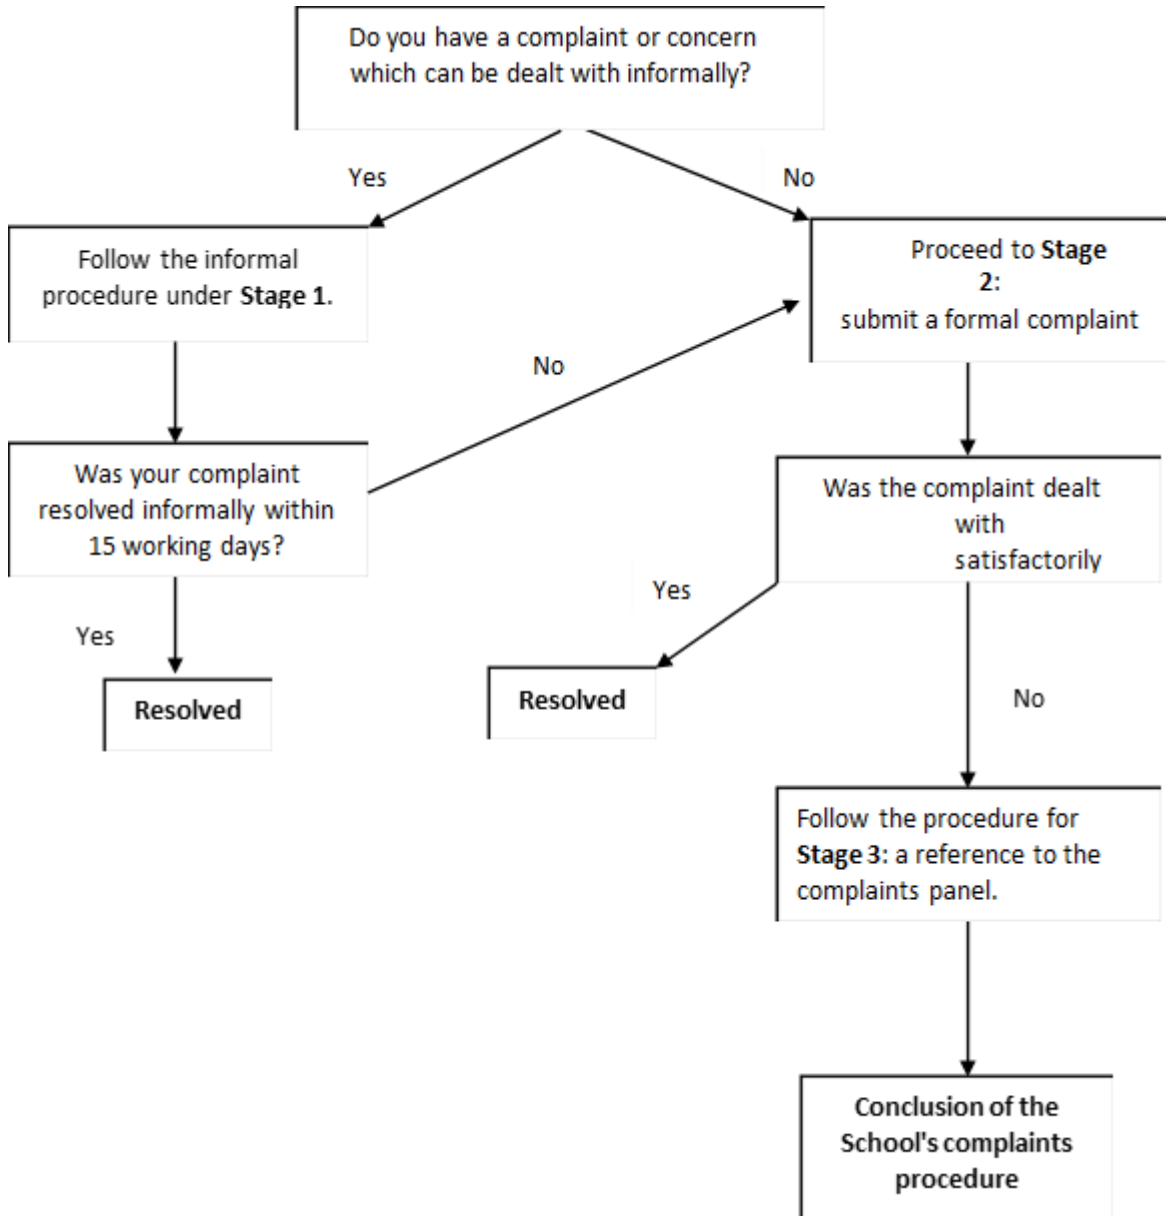 Do you have a complaint or concern
which can be dealt with informally?
Yes
No
Follow the informal
procedure under Stage 1.
Proceed to Stage
2:
submit a formal complaint
No
Was your complaint
resolved informally within
15 working days?
Was the complaint dealt
with
satisfactorily
Yes
Yes
Resolved
Resolved
No
Follow the procedure for
Stage 3: a reference to the
complaints panel.
Conclusion of the
School's complaints
procedure